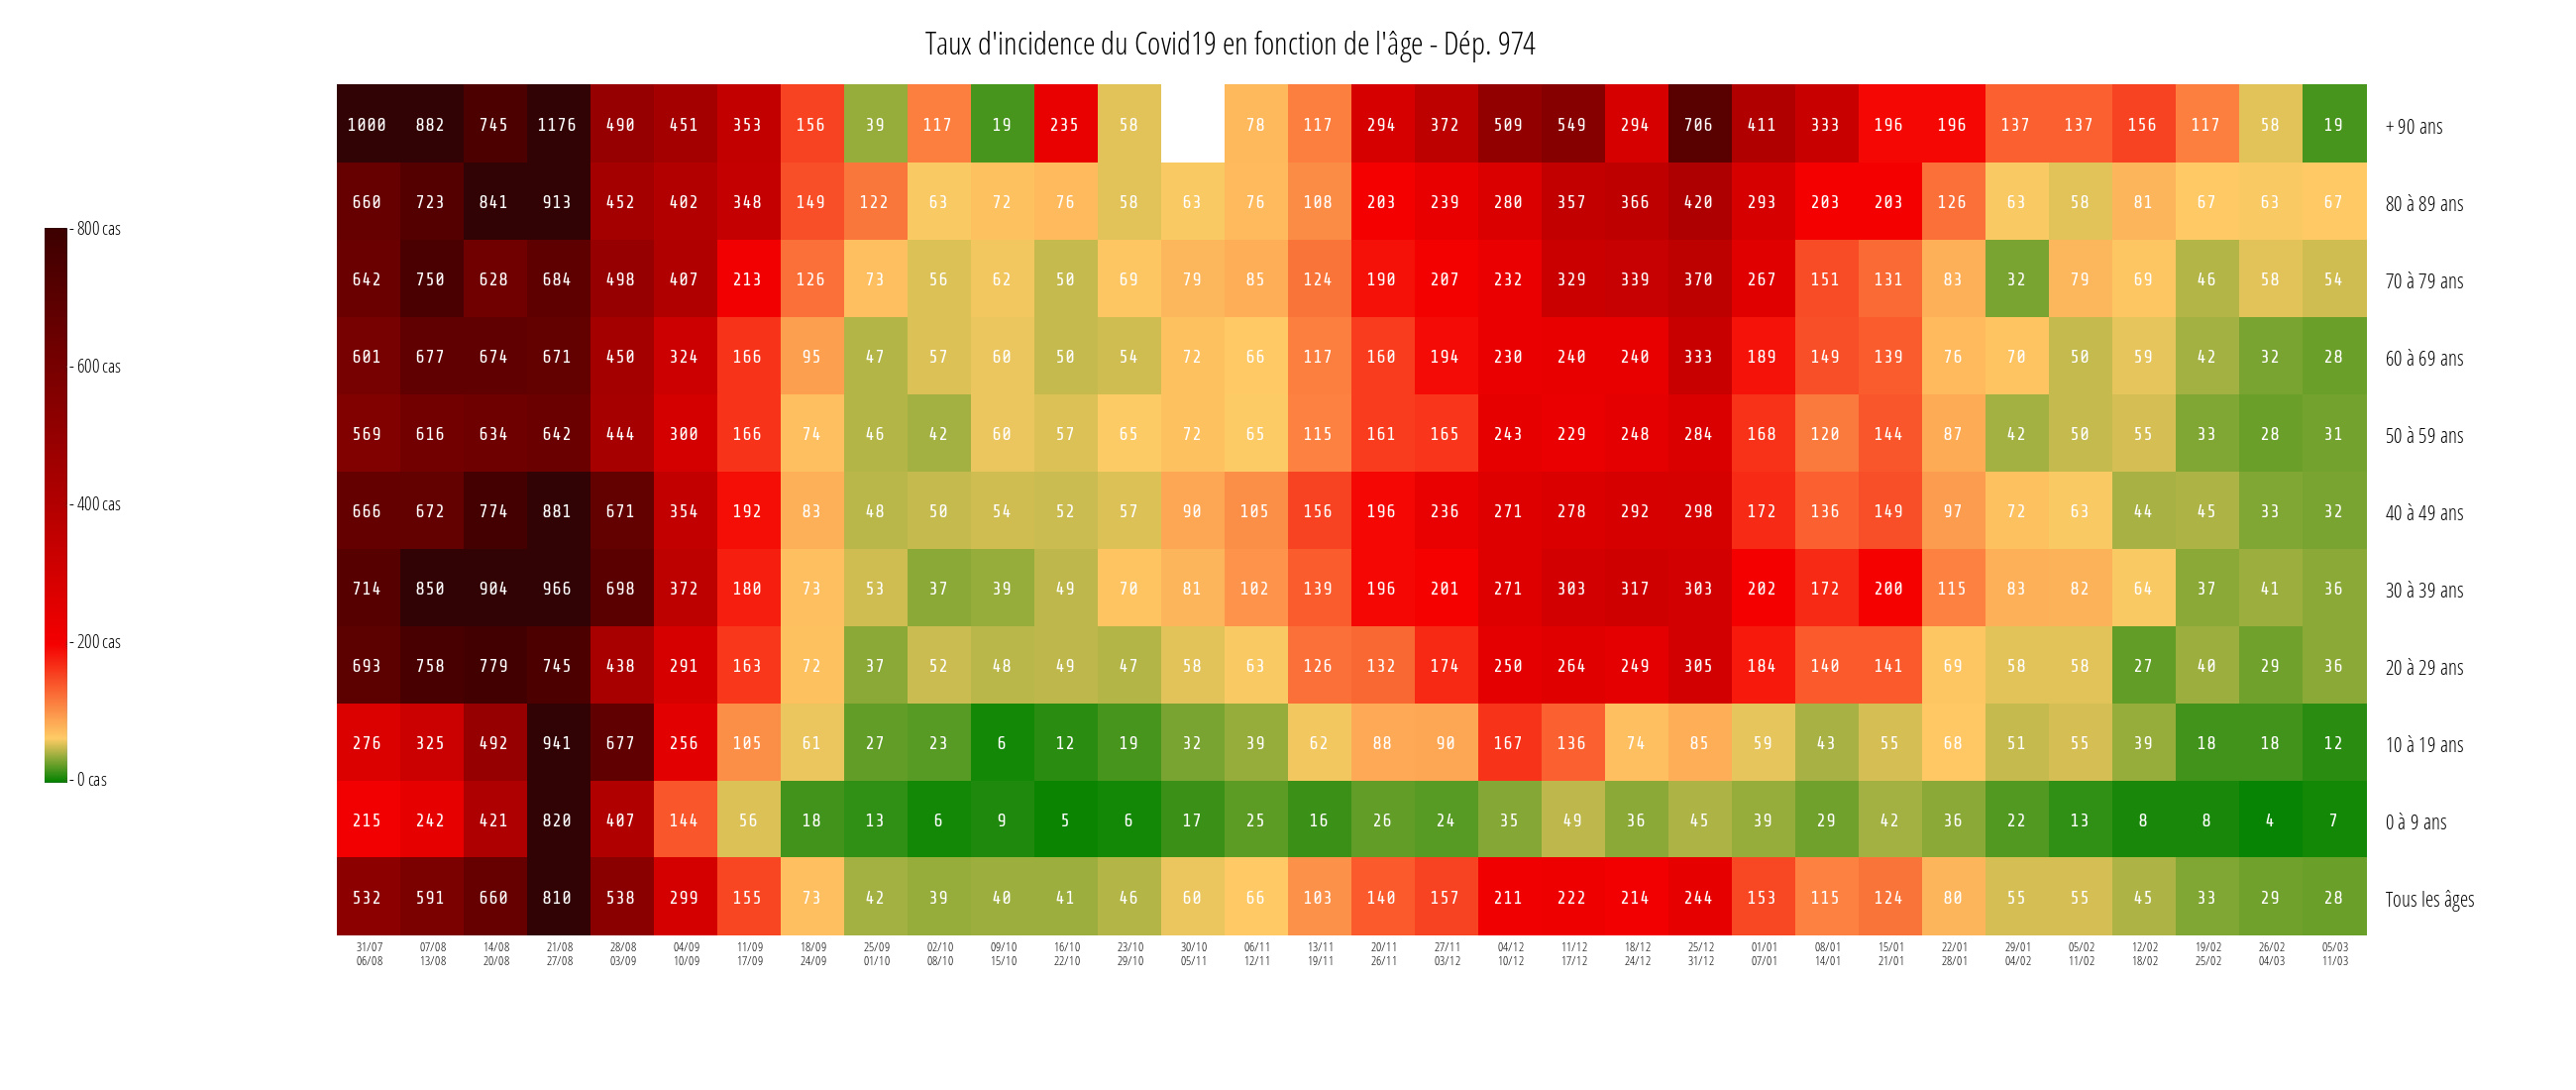 Taux d'incidence du Covid19 en fonction de l'âge - Dép. 974
1000 882 745 1176 490 451 353 156 39 117 19 235 58 78 117 294 372 509 549 294 706 411 333 196 196 137 137 156 117 58 19 + 90 ans
660 723 841 913 452 402 348 149 122 63 72 76 58 63 76 108 203 239 280 357 366 420 293 203 203 126 63 58 81 67 63 67 80 à 89 ans
- 800 cas
642 750 628 684 498 407 213 126 73 56 62 50 69 79 85 124 190 207 232 329 339 370 267 151 131 83 32 79 69 46 58 54 70 à 79 ans
601 677 674 671 450 324 166 95 47 57 60 50 54 72 66 117 160 194 230 240 240 333 189 149 139 76 70 50 59 42 32 28 60 à 69 ans
- 600 cas
569 616 634 642 444 300 166 74 46 42 60 57 65 72 65 115 161 165 243 229 248 284 168 120 144 87 42 50 55 33 28 31 50 à 59 ans
- 400 cas
666 672 774 881 671 354 192 83 48 50 54 52 57 90 105 156 196 236 271 278 292 298 172 136 149 97 72 63 44 45 33 32 40 à 49 ans
714 850 904 966 698 372 180 73 53 37 39 49 70 81 102 139 196 201 271 303 317 303 202 172 200 115 83 82 64 37 41 36 30 à 39 ans
- 200 cas
693 758 779 745 438 291 163 72 37 52 48 49 47 58 63 126 132 174 250 264 249 305 184 140 141 69 58 58 27 40 29 36 20 à 29 ans
276 325 492 941 677 256 105 61 27 23 6 12 19 32 39 62 88 90 167 136 74 85 59 43 55 68 51 55 39 18 18 12 10 à 19 ans
- 0 cas
215 242 421 820 407 144 56 18 13 6 9 5 6 17 25 16 26 24 35 49 36 45 39 29 42 36 22 13 8 8 4 7 0 à 9 ans
532 591 660 810 538 299 155 73 42 39 40 41 46 60 66 103 140 157 211 222 214 244 153 115 124 80 55 55 45 33 29 28 Tous les âges
31/07 07/08 14/08 21/08 28/08 04/09 11/09 18/09 25/09 02/10 09/10 16/10 23/10 30/10 06/11 13/11 20/11 27/11 04/12 11/12 18/12 25/12 01/01 08/01 15/01 22/01 29/01 05/02 12/02 19/02 26/02 05/03
06/08 13/08 20/08 27/08 03/09 10/09 17/09 24/09 01/10 08/10 15/10 22/10 29/10 05/11 12/11 19/11 26/11 03/12 10/12 17/12 24/12 31/12 07/01 14/01 21/01 28/01 04/02 11/02 18/02 25/02 04/03 11/03